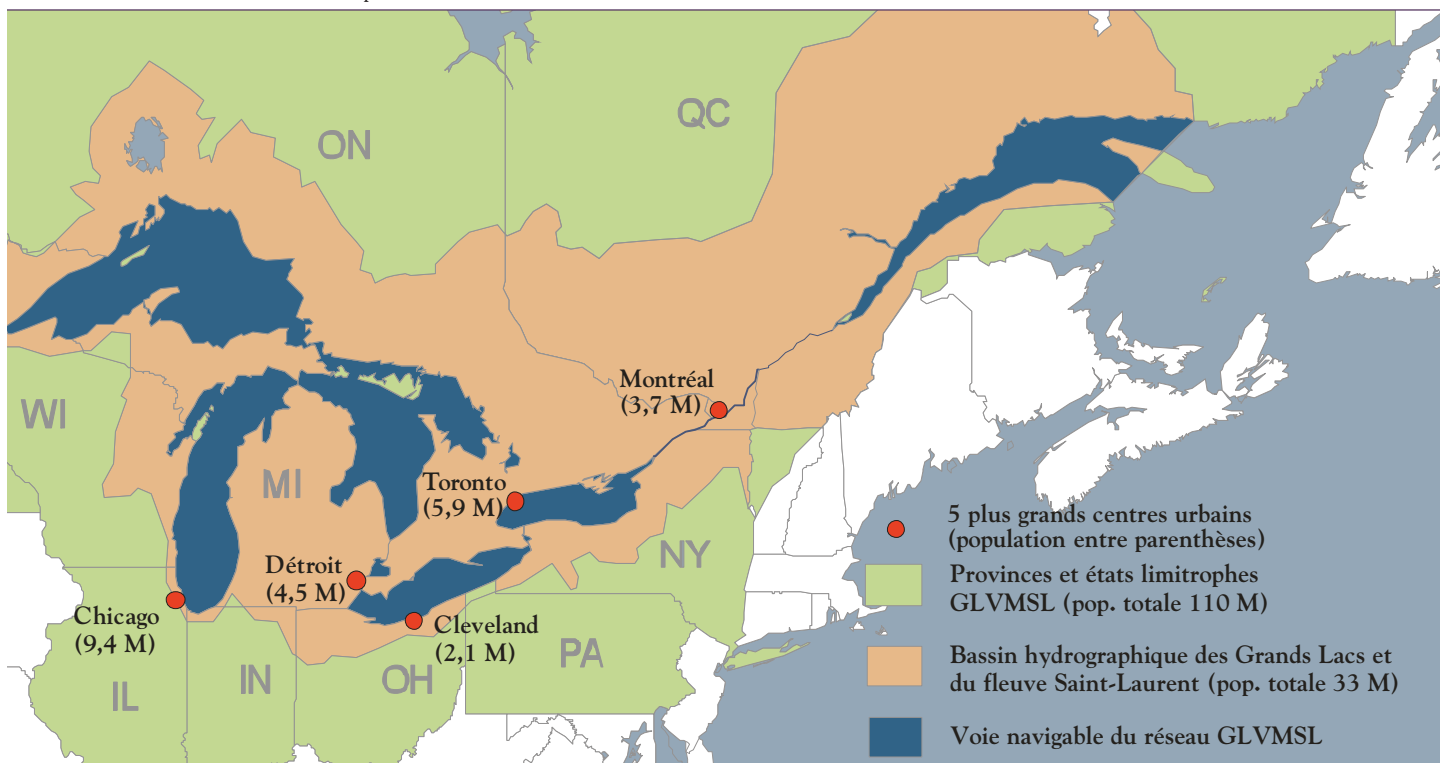 ON
QC
WI
MI
NY
PA
OH
IN
IL
Montréal
(3,7 M)
Toronto
(5,9 M)
Détroit
(4,5 M)
Chicago
(9,4 M)
Cleveland
(2,1 M)
5 plus grands centres urbains
(population entre parenthèses)
Provinces et états limitrophes
GLVMSL (pop. totale 110 M)
Bassin hydrographique des Grands Lacs et
du fleuve Saint-Laurent (pop. totale 33 M)
Voie navigable du réseau GLVMSL